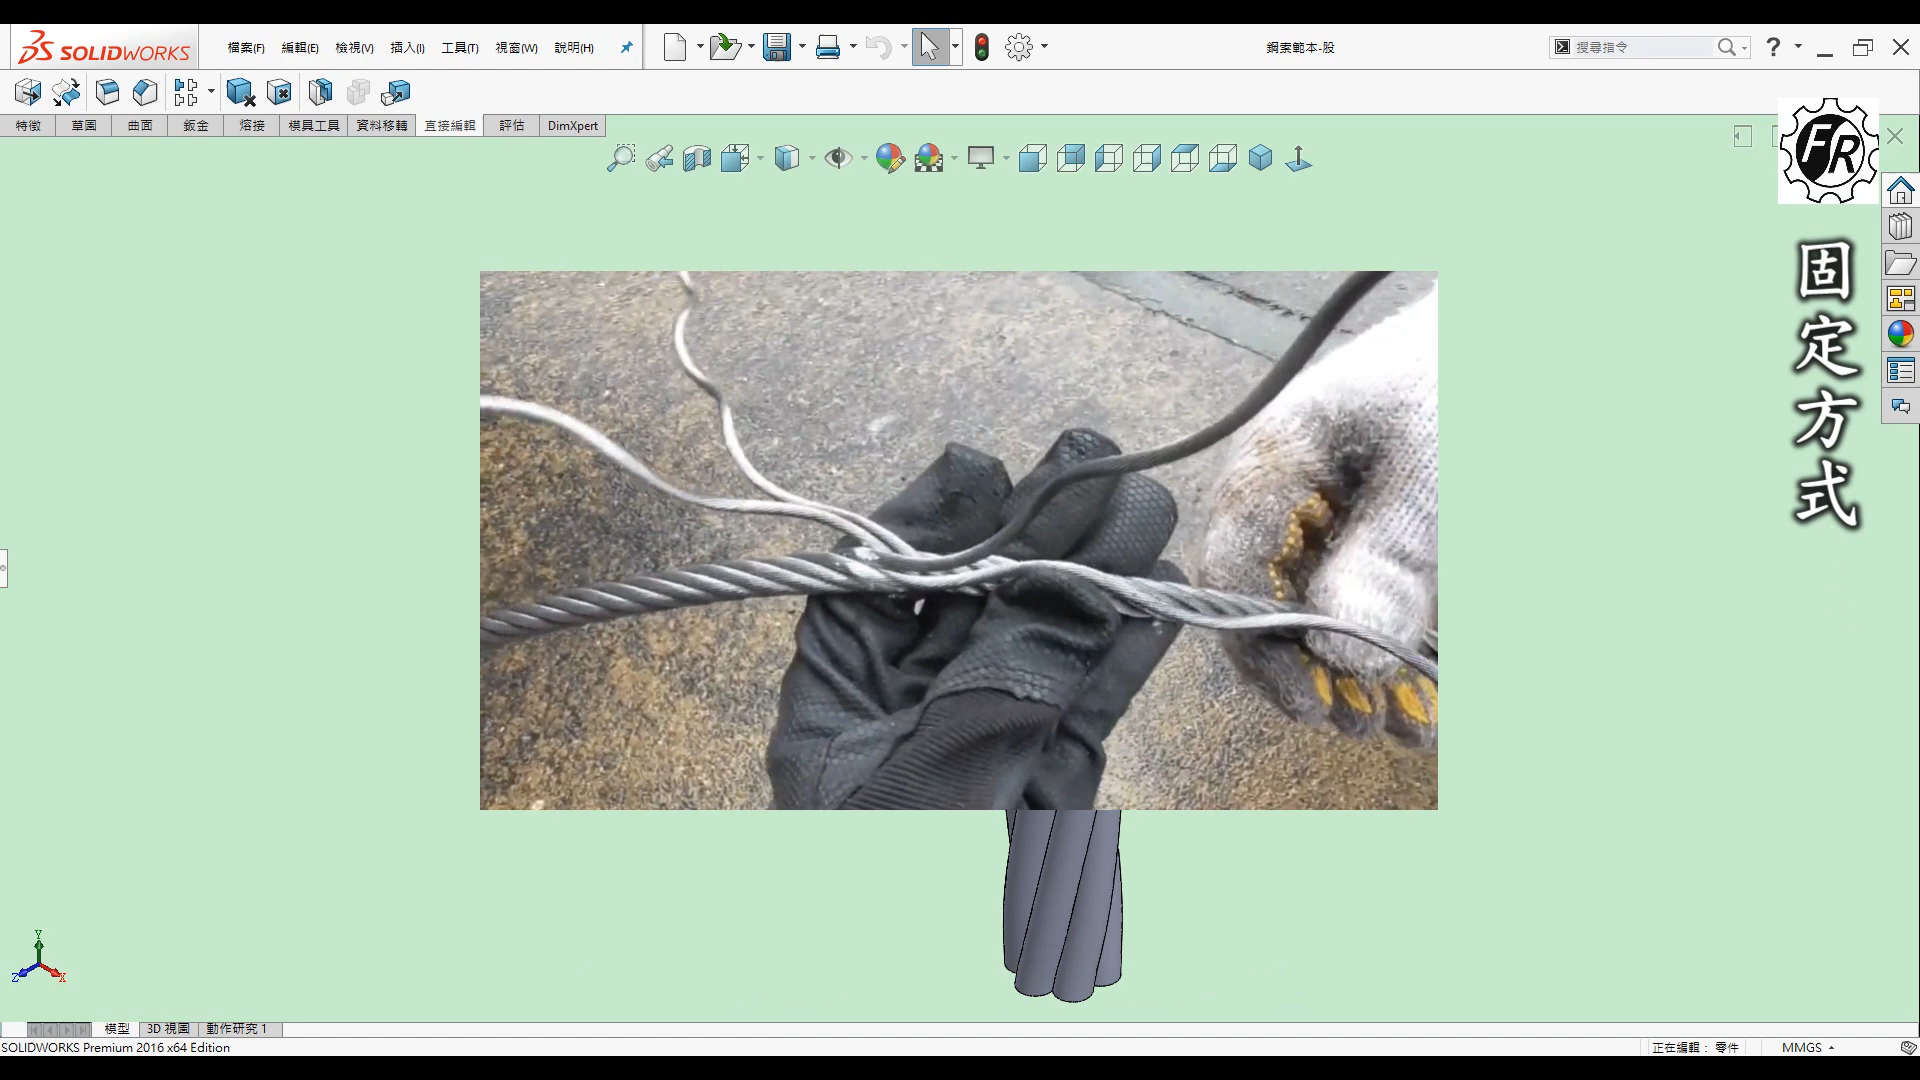 SOLIDWORKS
檔案(F) 編輯(E) 檢視(V) 插入(I) 工具(T) 視窗(W) 說明(H)
鋼索範本-股
搜尋指令
?
特徵 草圖 曲面 鈑金 熔接 模具工具 資料移轉 直接編輯 評估 DimXpert
FR
固定方式
Y
Z
X
模型 3D 視圖 動作研究 1
SOLIDWORKS Premium 2016 x64 Edition
正在編輯： 零件
MMGS